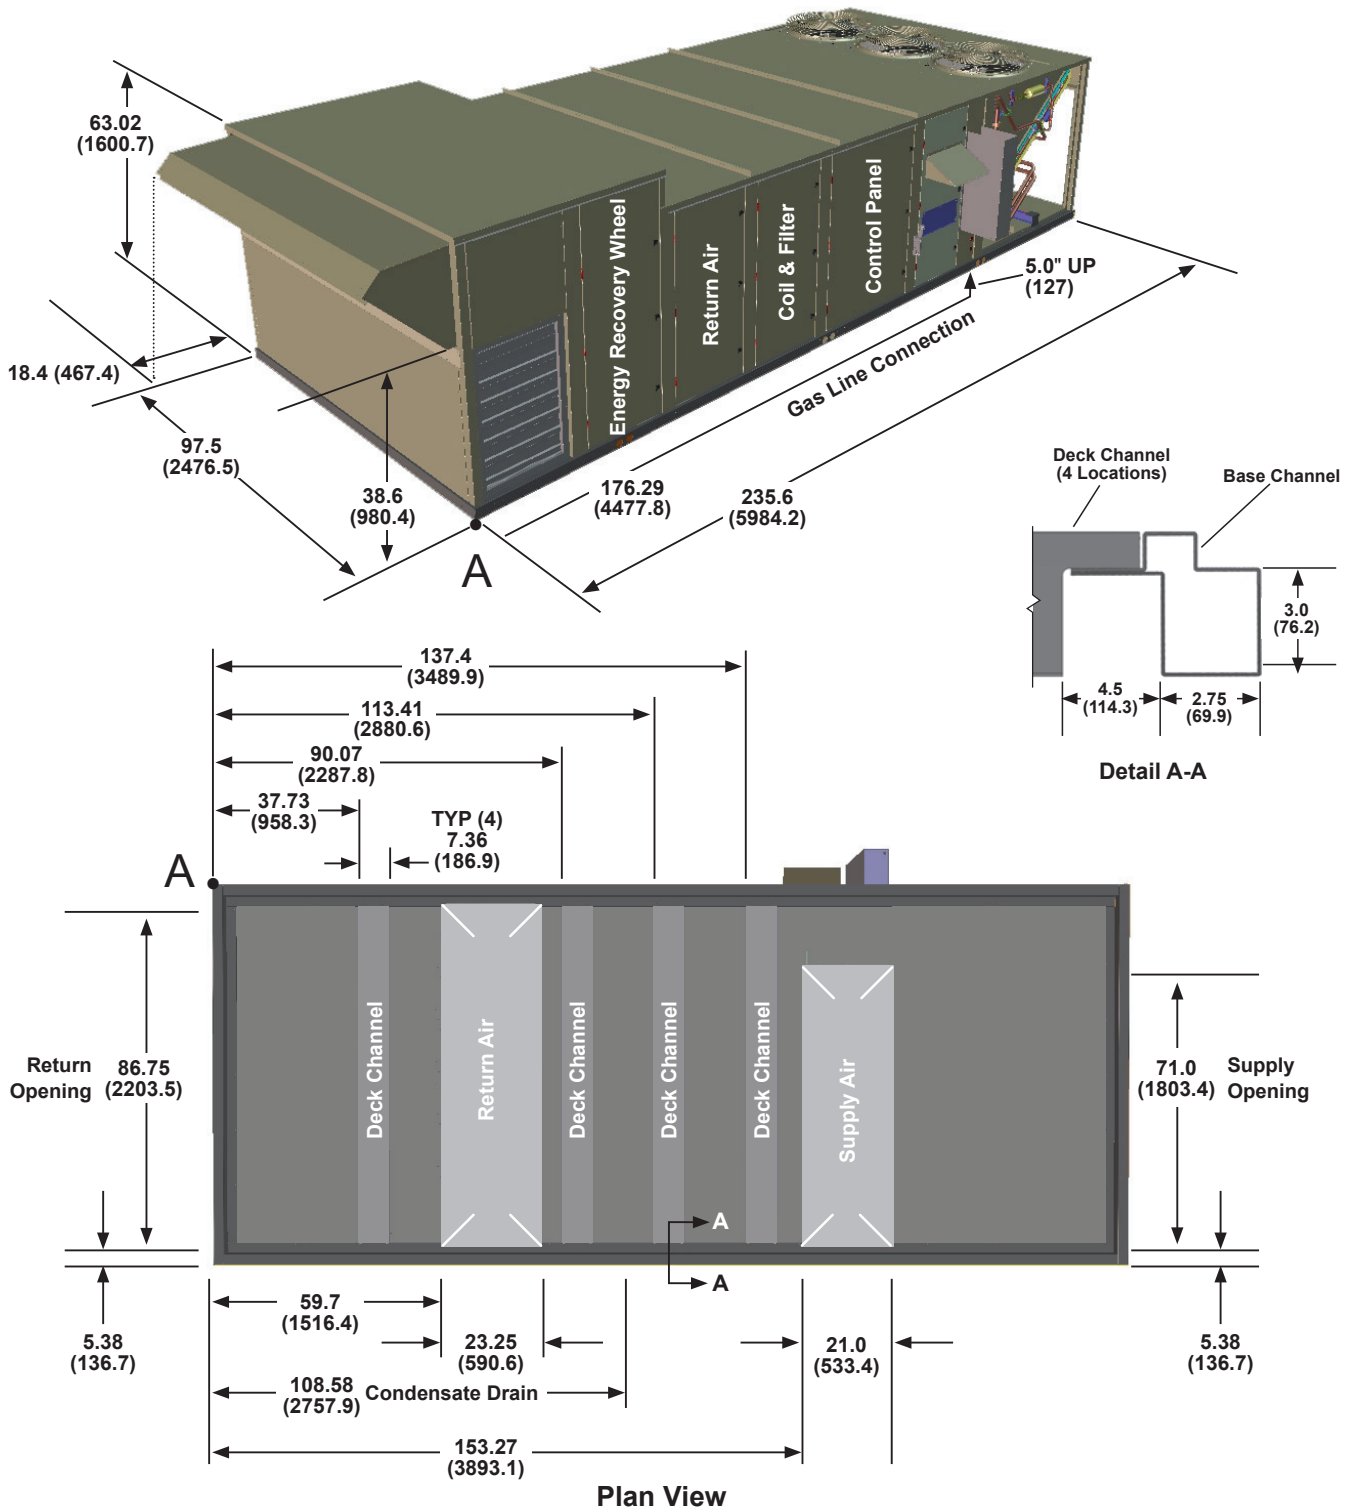 63.02
(1600.7)
18.4 (467.4)
97.5
(2476.5)
38.6
(980.4)
A
Energy Recovery Wheel
Return Air
Coil & Filter
Control Panel
5.0" UP
(127)
Gas Line Connection
176.29
(4477.8)
235.6
(5984.2)
Deck Channel
(4 Locations)
Base Channel
3.0
(76.2)
4.5
(114.3)
2.75
(69.9)
Detail A-A
137.4
(3489.9)
113.41
(2880.6)
90.07
(2287.8)
37.73
(958.3)
TYP (4)
7.36
(186.9)
A
Return
Opening
86.75
(2203.5)
Deck Channel
Return Air
Deck Channel
Deck Channel
Deck Channel
Supply Air
71.0
(1803.4)
Supply
Opening
A
A
5.38
(136.7)
59.7
(1516.4)
23.25
(590.6)
21.0
(533.4)
5.38
(136.7)
108.58
(2757.9)
Condensate Drain
153.27
(3893.1)
Plan View